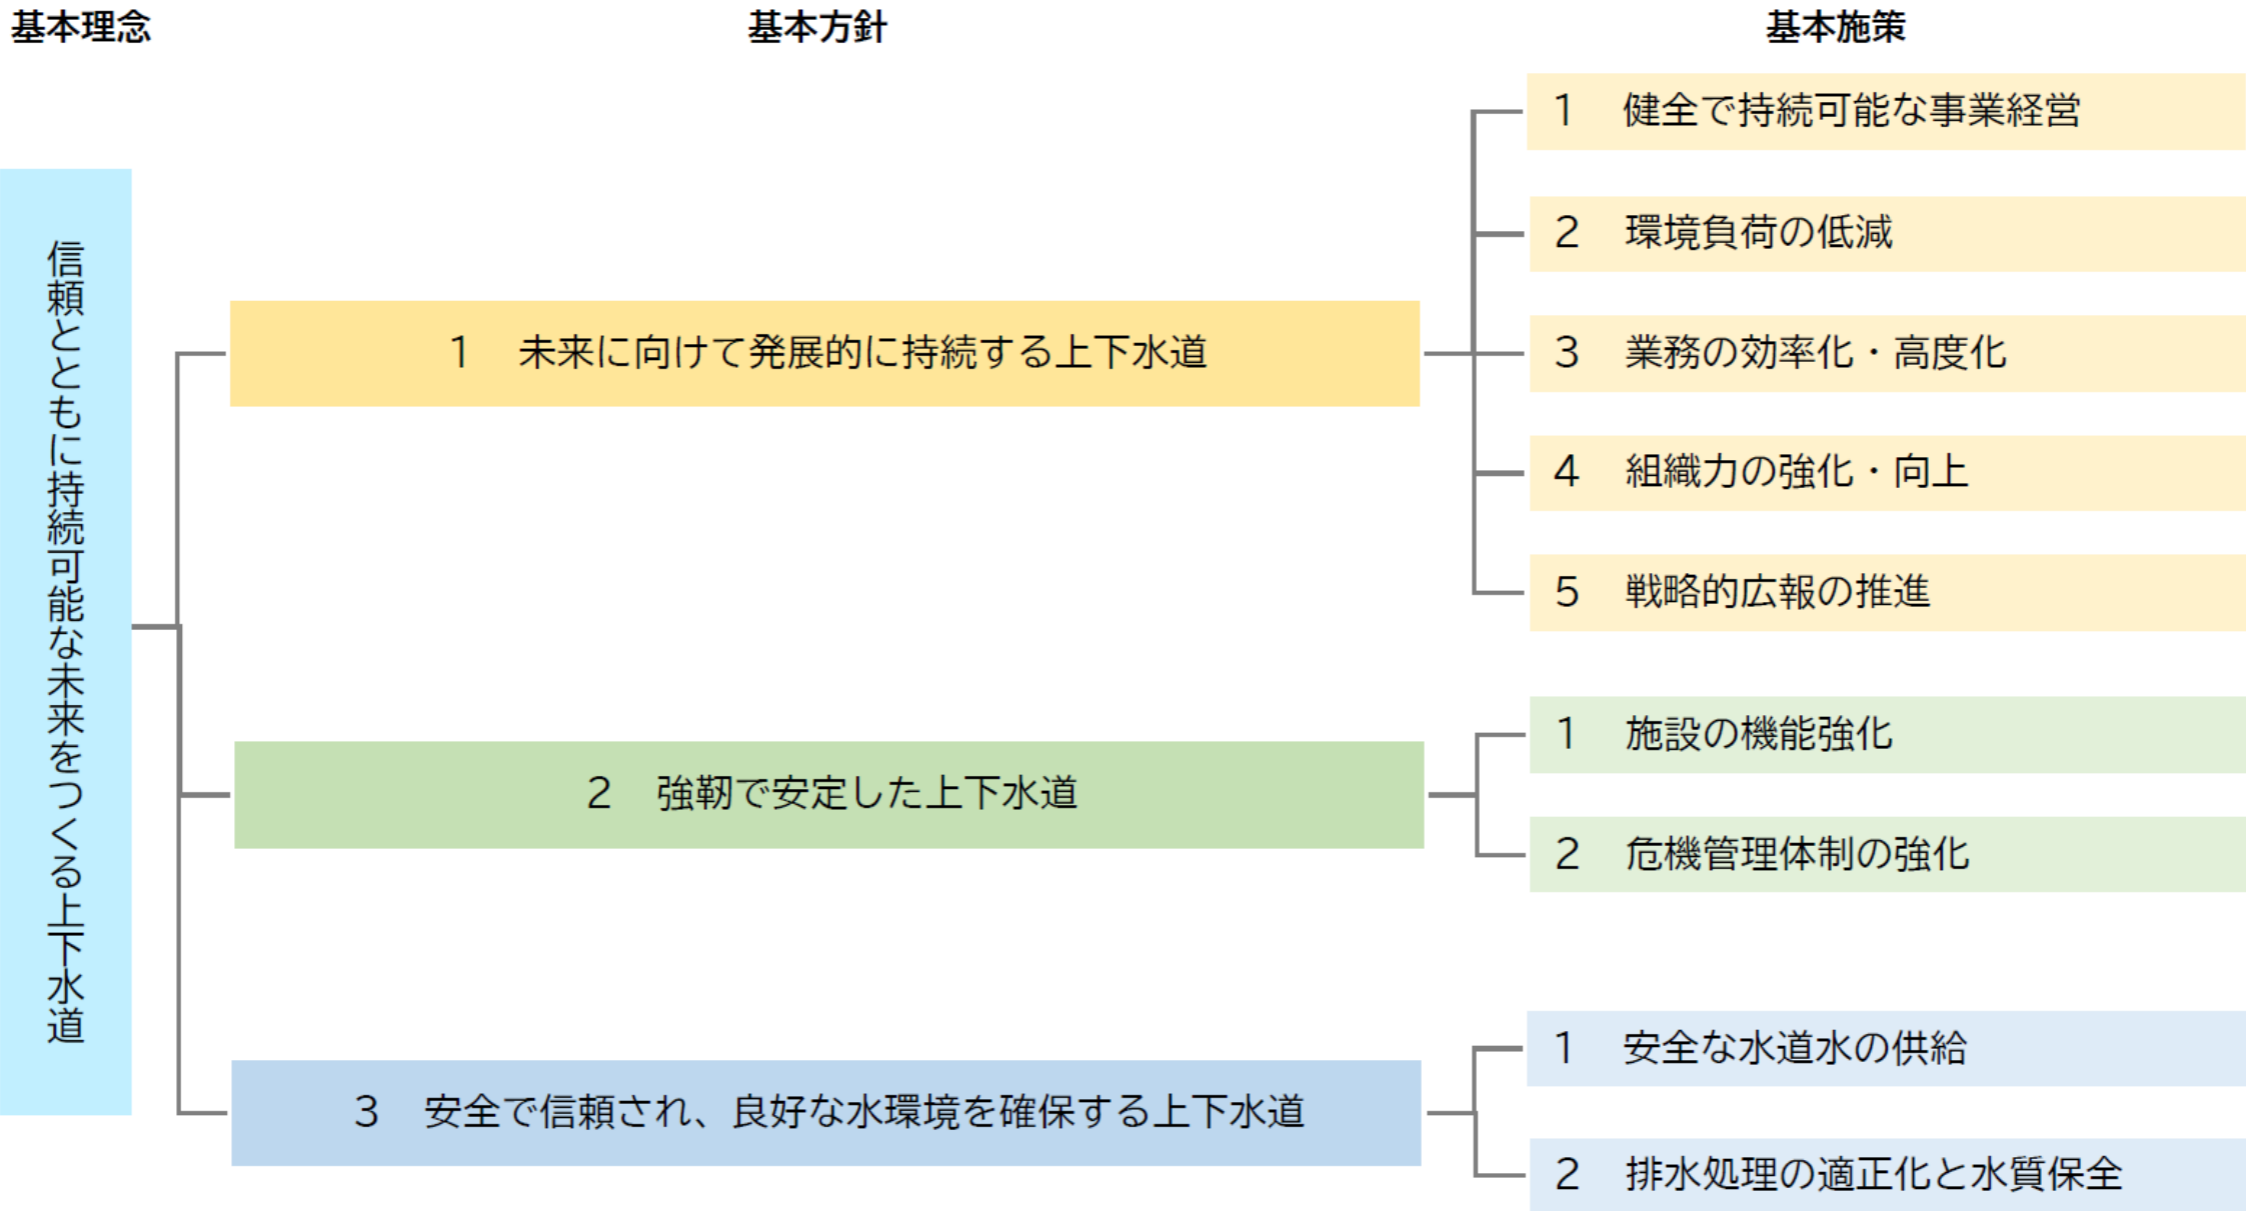 基本理念
基本方針
基本施策
信頼とともに持続可能な未来をつくる上下水道
1 未来に向けて発展的に持続する上下水道
1 健全で持続可能な事業経営
2 環境負荷の低減
3 業務の効率化・高度化
4 組織力の強化・向上
5 戦略的広報の推進
2 強靭で安定した上下水道
1 施設の機能強化
2 危機管理体制の強化
3 安全で信頼され、良好な水環境を確保する上下水道
1 安全な水道水の供給
2 排水処理の適正化と水質保全